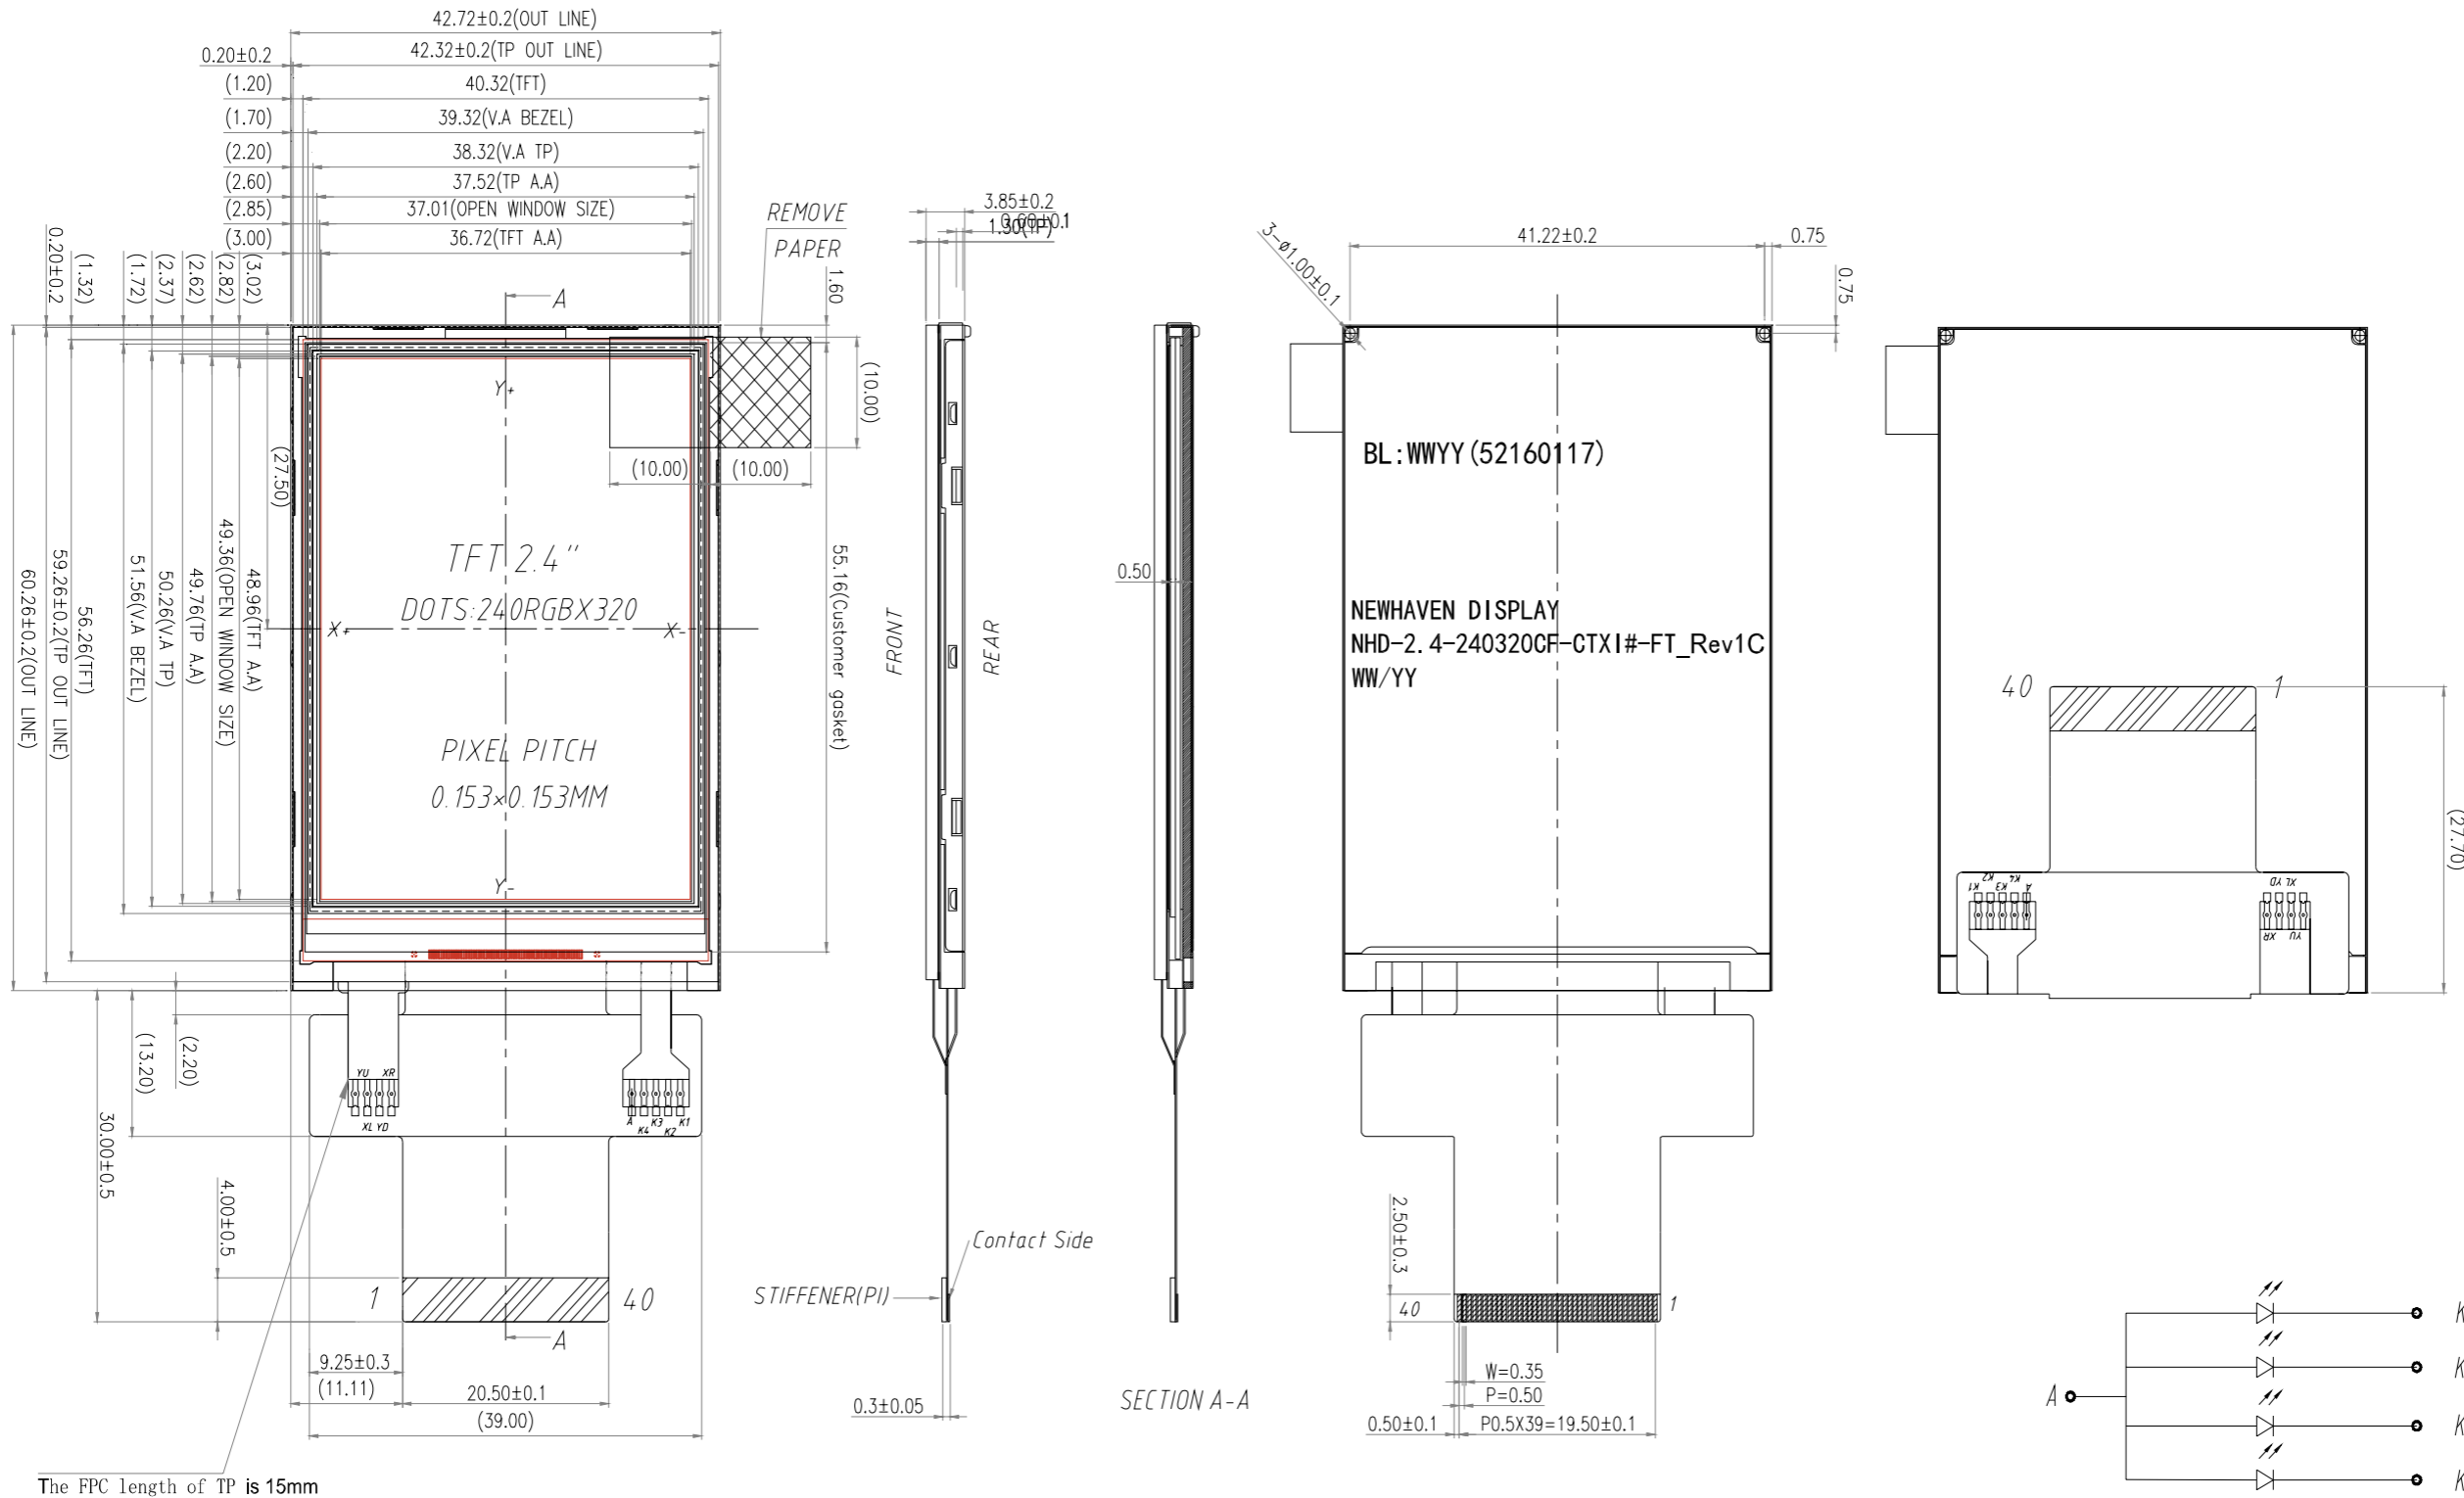 42.72±0.2(OUT LINE)
0.20±0.2
42.32±0.2(TP OUT LINE)
(1.20)
40.32(TFT)
(1.70)
39.32(V.A BEZEL)
(2.20)
38.32(V.A TP)
(2.60)
37.52(TP A.A)
(2.85)
37.01(OPEN WINDOW SIZE)
(3.00)
36.72(TFT A.A)
REMOVE
PAPER
1.60
0.20±0.2
(1.32)
(1.72)
(2.37)
(2.62)
(2.82)
(3.02)
A
Y+
(10.00)
(10.00)
(10.00)
(27.50)
TFT 2.4"
DOTS:240RGBX320
X+
X-
PIXEL PITCH
0.153×0.153MM
Y-
60.26±0.2(OUT LINE)
59.26±0.2(TP OUT LINE)
56.26(TFT)
51.56(V.A BEZEL)
50.26(V.A TP)
49.76(TP A.A)
49.36(OPEN WINDOW SIZE)
48.96(TFT A.A)
55.16(Customer gasket)
(2.20)
(13.20)
30.00±0.5
4.00±0.5
YU XR
XL YD
A K3 K1
K4 K2
1
40
A
9.25±0.3
(11.11)
20.50±0.1
(39.00)
The FPC length of TP is 15mm
3.85±0.2
0.60±0.1
1.30(TP)
FRONT
REAR
Contact Side
STIFFENER(PI)
0.3±0.05
0.50
SECTION A-A
3-ø1.00±0.1
41.22±0.2
0.75
0.75
BL:WWYY(52160117)
NEWHAVEN DISPLAY
NHD-2.4-240320CF-CTXI#-FT_Rev1C
WW/YY
2.50±0.3
40
1
W=0.35
P=0.50
0.50±0.1
P0.5X39=19.50±0.1
40
1
(27.70)
K2 K4
K1 K3 A
XL YD
XR YU
A
K
K
K
K